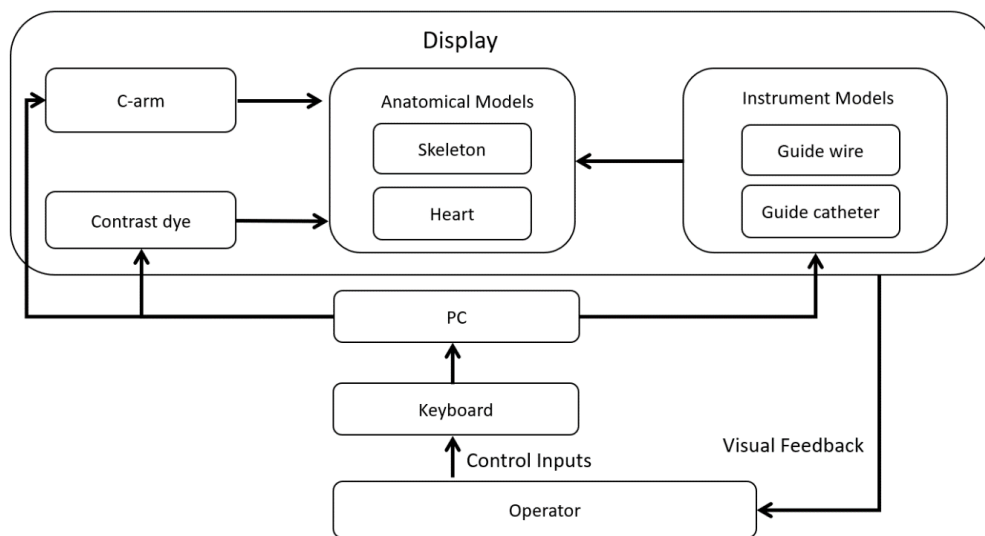 Display
C-arm
Anatomical Models
Instrument Models
Skeleton
Guide wire
Contrast dye
Heart
Guide catheter
PC
Keyboard
Control Inputs
Visual Feedback
Operator